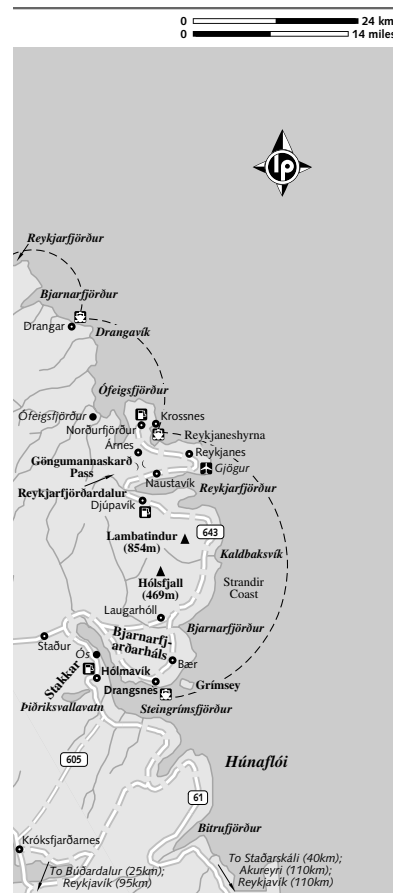 0 24 km
0 14 miles
lp
Reykjarfjörður
Bjarnarfjörður
Drangar
Drangavík
Ófeigsfjörður
Krossnes
Ófeigsfjörður
Norðurfjörður
Reykjaneshyrna
Árnes
Reykjanes
Göngumannaskarð
Pass
Gjögur
Naustavík
Reykjarfjörður
Reykjarfjörðardalur
Djúpavík
Lambatindur
(854m)
643
Kaldbaksvík
Hólsfjall
(469m)
Strandir
Coast
Laugarhóll
Bjarnarfjörður
Bjarnarfj-
arðarháls
Staður
Ós
Bær
Stakkar
Hólmavík
Drangsnes
Grímsey
Þiðriksvallavatn
Steingrímsfjörður
605
Húnaflói
61
Bitrufjörður
Króksfjarðarnes
To Búðardalur (25km);
Reykjavík (95km)
To Staðarskáli (40km);
Akureyri (110km);
Reykjavík (110km)